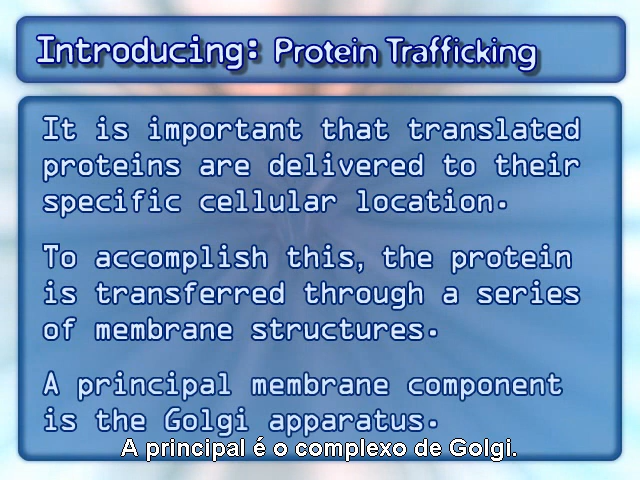 Introducing: Protein Trafficking
It is important that translated
proteins are delivered to their
specific cellular location.
To accomplish this, the protein
is transferred through a series
of membrane structures.
A principal membrane component
is the Golgi apparatus.
A principal é o complexo de Golgi.